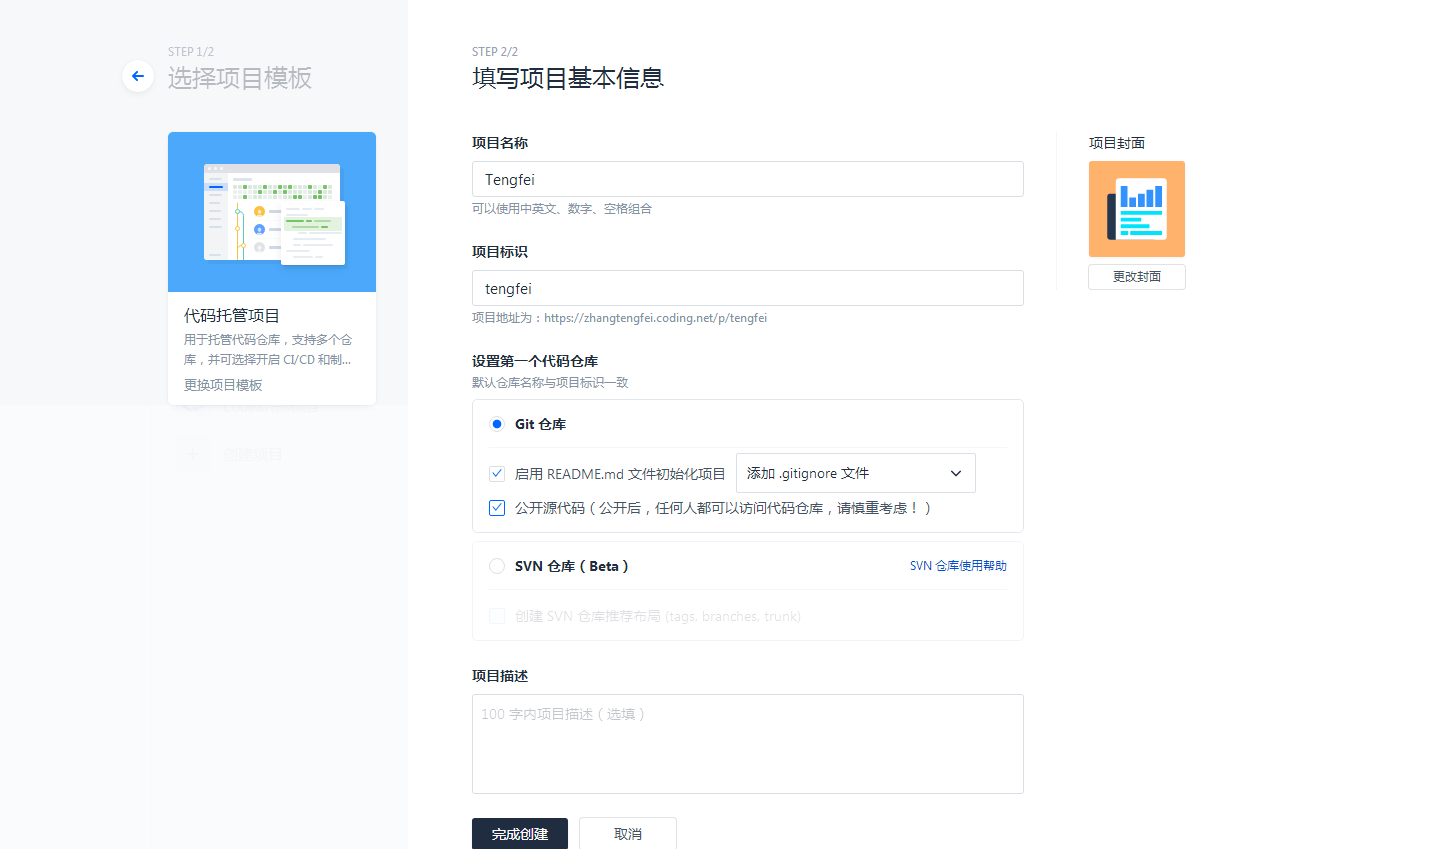 STEP 1/2
选择项目模板
代码托管项目
用于托管代码仓库，支持多个仓
库，并可选择开启 CI/CD 和制...
更换项目模板
创建项目
STEP 2/2
填写项目基本信息
项目名称
Tengfei
可以使用中英文、数字、空格组合
项目标识
tengfei
项目地址为：https://zhangtengfei.coding.net/p/tengfei
设置第一个代码仓库
默认仓库名称与项目标识一致
Git 仓库
启用 README.md 文件初始化项目
添加 .gitignore 文件
公开源代码（公开后，任何人都可以访问代码仓库，请慎重考虑！）
SVN 仓库（Beta）
SVN 仓库使用帮助
创建 SVN 仓库推荐布局 (tags, branches, trunk)
项目描述
100 字内项目描述（选填）
完成创建
取消
项目封面
更改封面